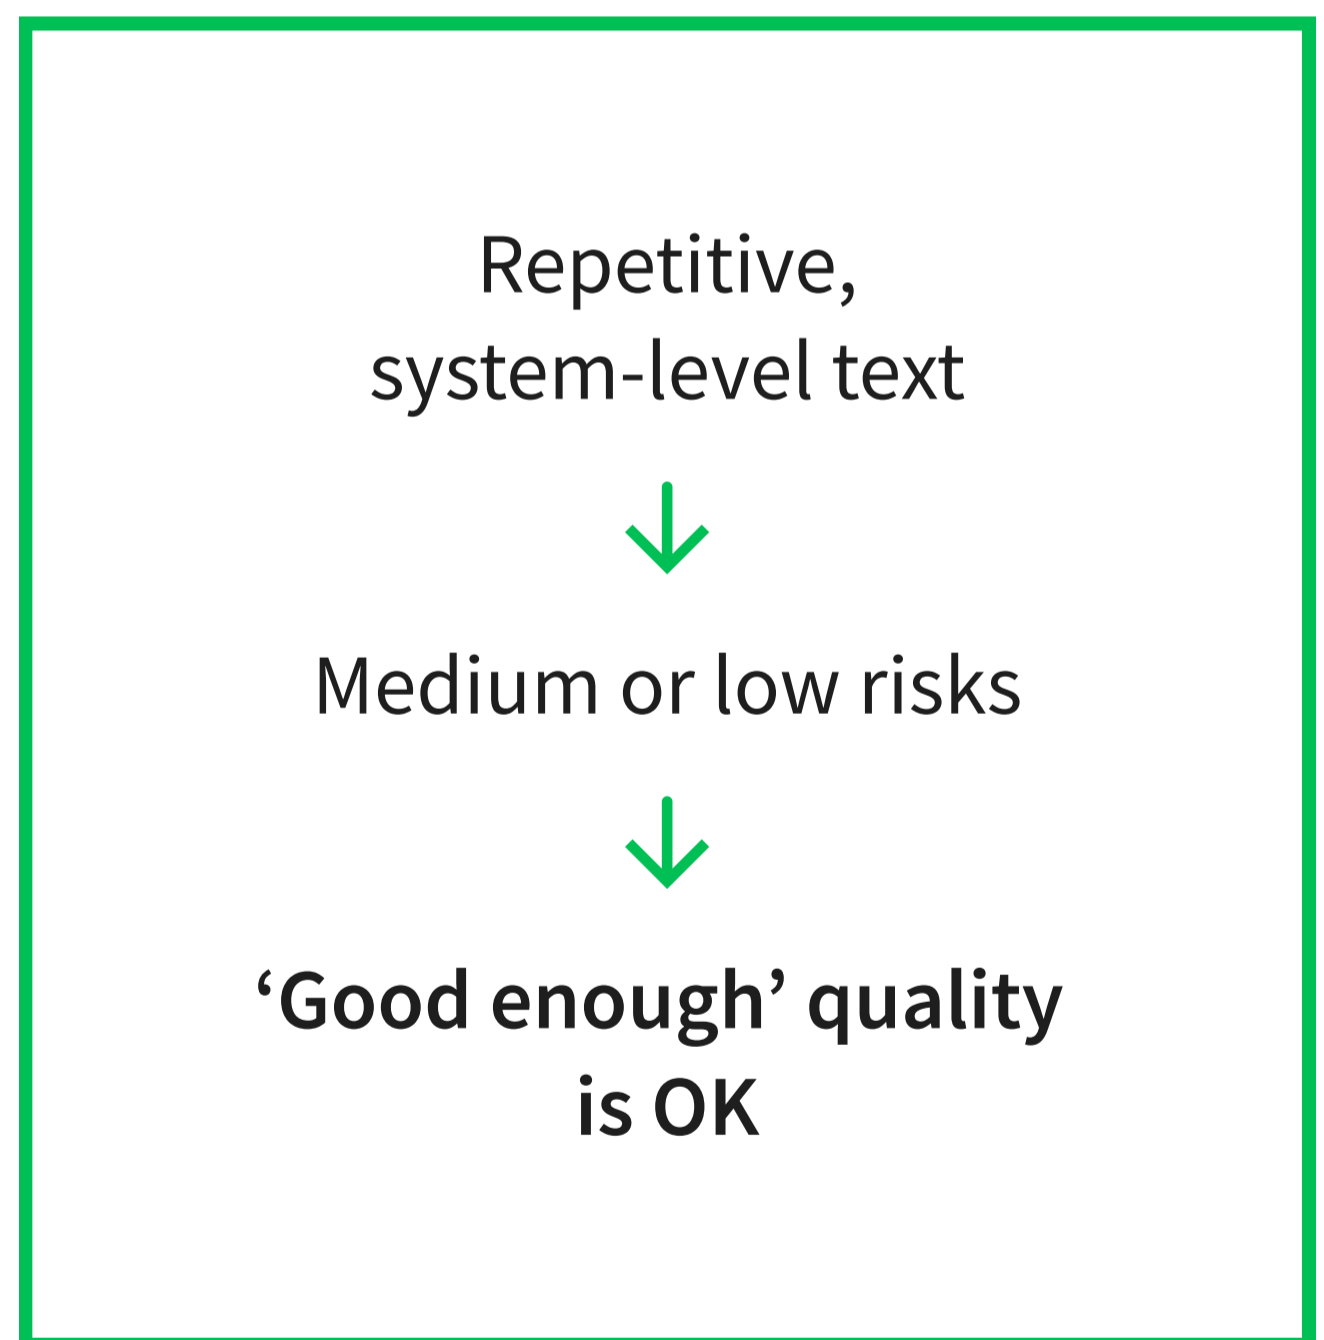 Repetitive,
system-level text
Medium or low risks
‘Good enough’ quality
is OK